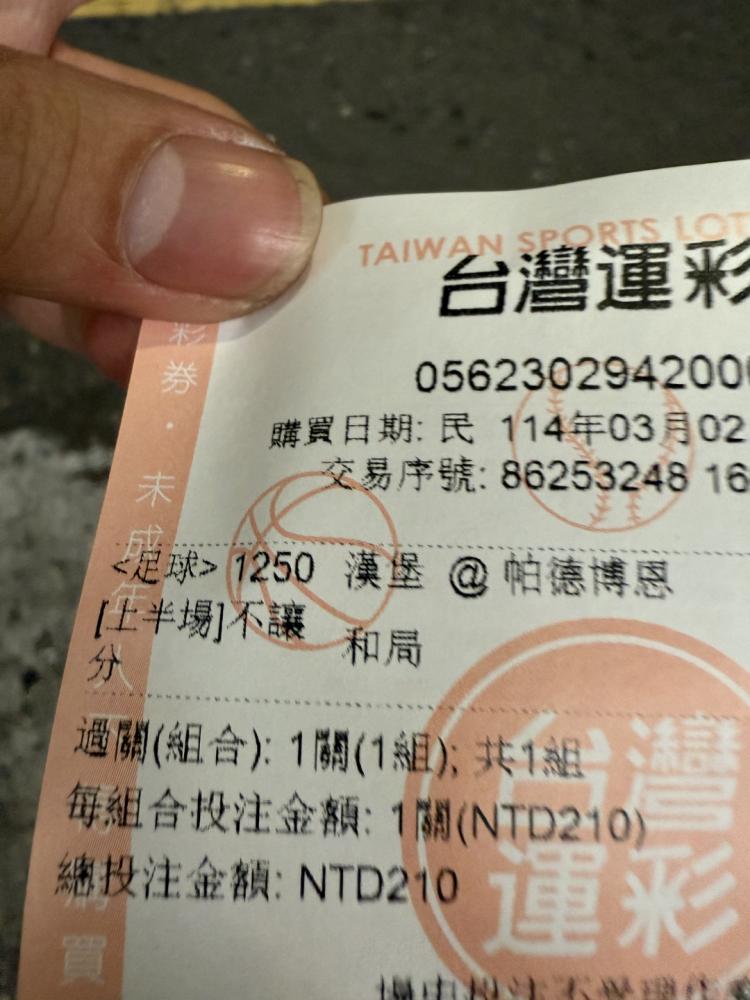 TAIWAN SPORTS LOT
台灣運彩
0562302942000
購買日期: 民 114年03月02
交易序號: 86253248 16
<足球> 1250 漢堡 @ 帕德博恩
[上半場]不讓分 和局
過關(組合): 1關(1組); 共1組
每組合投注金額: 1關(NTD210)
總投注金額: NTD210
彩券・未成年人
購買
台灣運彩